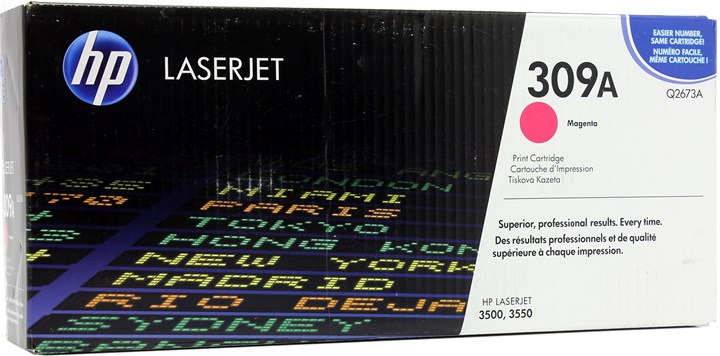 hp
LASERJET
EASIER NUMBER,
SAME CARTRIDGE!
NUMÉRO FACILE,
MÊME CARTOUCHE!
309A
Q2673A
Magenta
Print Cartridge
Cartouche d'Impression
Tisková Kazeta
LONDON
MIAMI
PARIS
TOKYO
HONG KON
NEW YORK
MADRID
RIO DEJA
SYDNEY
309A
Superior, professional results. Every time.
Des résultats professionnels et de qualité
supérieure à chaque impression.
HP LASERJET
3500, 3550